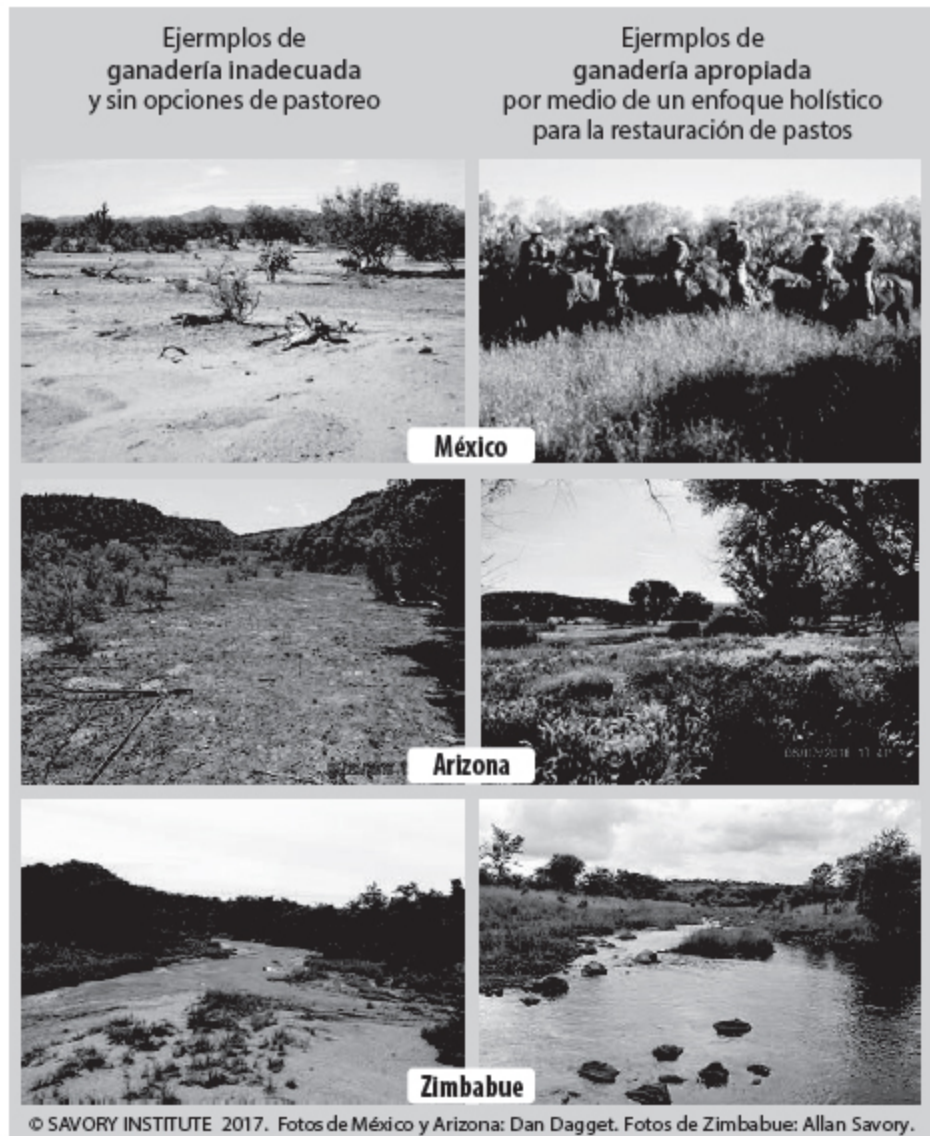 Ejermplos de
ganadería inadecuada
y sin opciones de pastoreo
Ejemplos de
ganadería apropiada
por medio de un enfoque holístico
para la restauración de pastos
México
Arizona
Zimbabue
© SAVORY INSTITUTE 2017. Fotos de México y Arizona: Dan Dagget. Fotos de Zimbabue: Allan Savory.